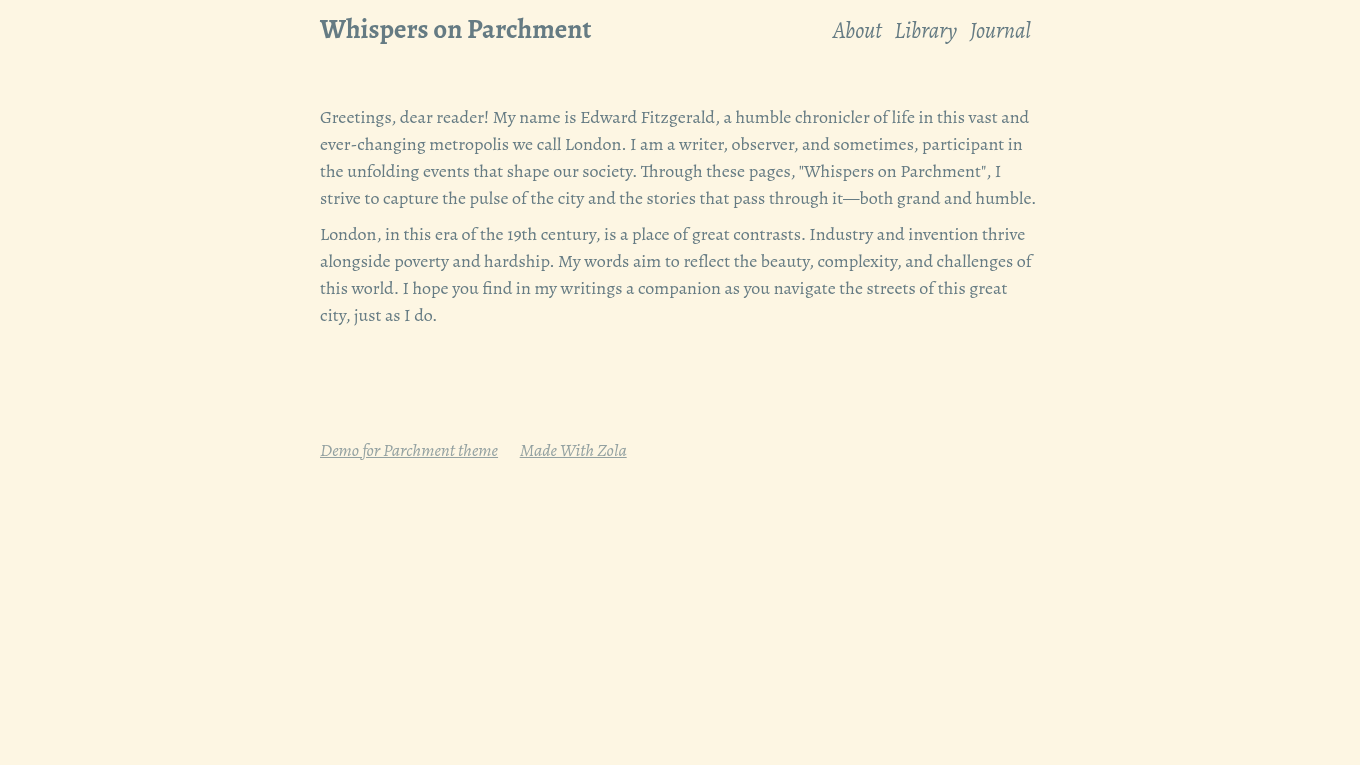 Whispers on Parchment
About Library Journal
Greetings, dear reader! My name is Edward Fitzgerald, a humble chronicler of life in this vast and
ever-changing metropolis we call London. I am a writer, observer, and sometimes, participant in
the unfolding events that shape our society. Through these pages, "Whispers on Parchment", I
strive to capture the pulse of the city and the stories that pass through it—both grand and humble.
London, in this era of the 19th century, is a place of great contrasts. Industry and invention thrive
alongside poverty and hardship. My words aim to reflect the beauty, complexity, and challenges of
this world. I hope you find in my writings a companion as you navigate the streets of this great
city, just as I do.
Demo for Parchment theme Made With Zola